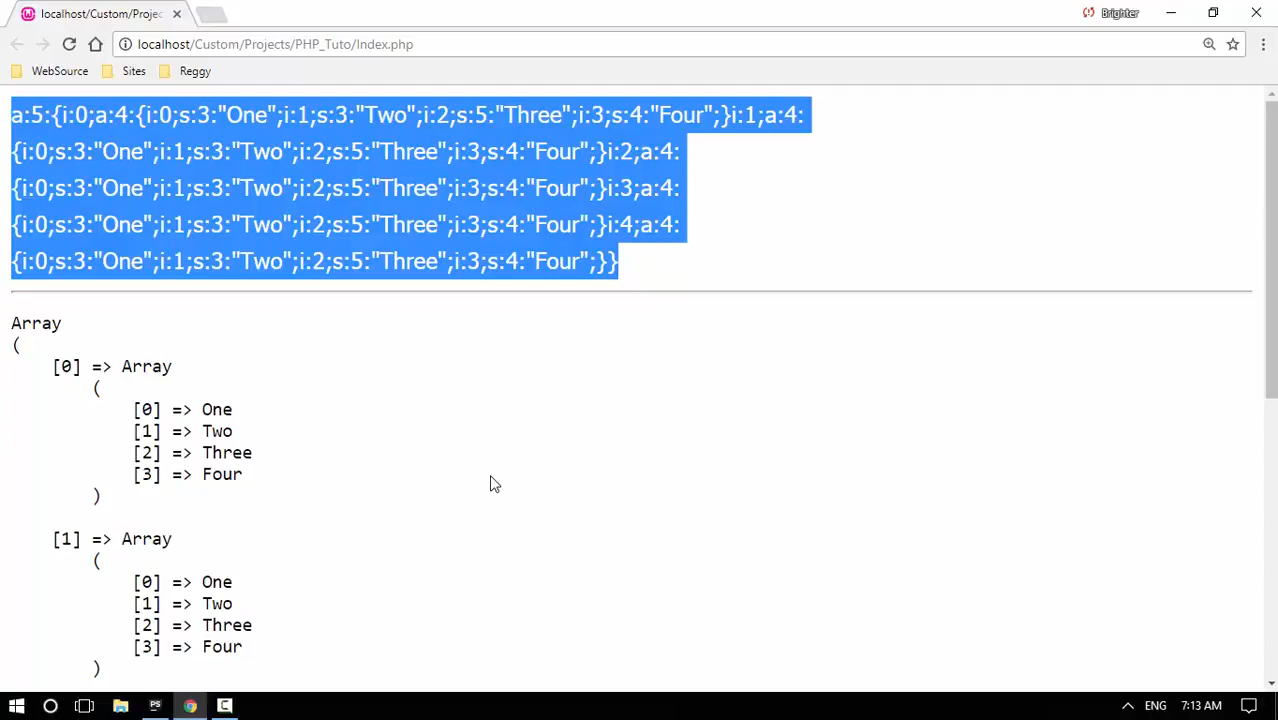 localhost/Custom/Projec
Brighter
localhost/Custom/Projects/PHP_Tuto/Index.php
WebSource Sites Reggy
a:5:{i:0;a:4:{i:0;s:3:"One";i:1;s:3:"Two";i:2;s:5:"Three";i:3;s:4:"Four";}i:1;a:4:
{i:0;s:3:"One";i:1;s:3:"Two";i:2;s:5:"Three";i:3;s:4:"Four";}i:2;a:4:
{i:0;s:3:"One";i:1;s:3:"Two";i:2;s:5:"Three";i:3;s:4:"Four";}i:3;a:4:
{i:0;s:3:"One";i:1;s:3:"Two";i:2;s:5:"Three";i:3;s:4:"Four";}i:4;a:4:
{i:0;s:3:"One";i:1;s:3:"Two";i:2;s:5:"Three";i:3;s:4:"Four";}}
Array
(
[0] => Array
(
[0] => One
[1] => Two
[2] => Three
[3] => Four
)
[1] => Array
(
[0] => One
[1] => Two
[2] => Three
[3] => Four
)
PS ENG 7:13 AM